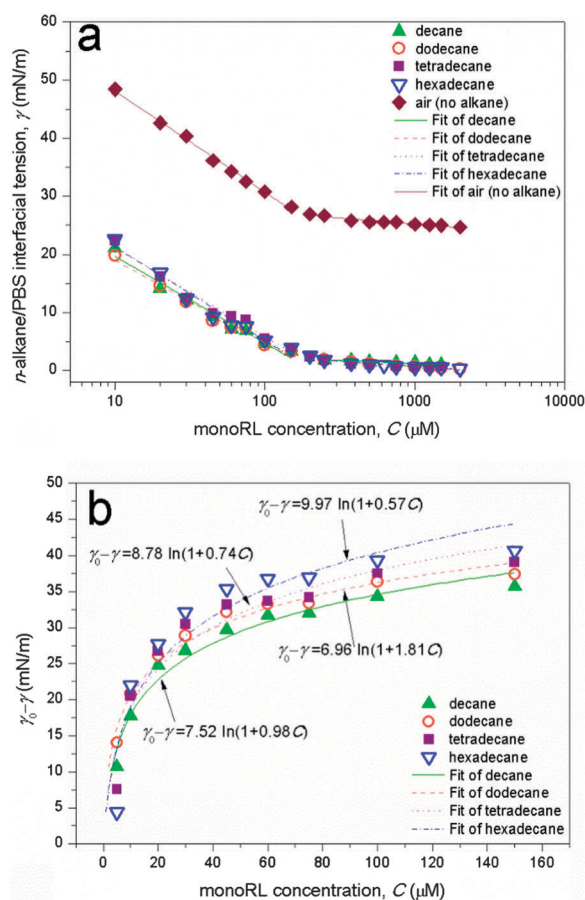 a
n-alkane/PBS interfacial tension, γ (mN/m)
60
50
40
30
20
10
0
decane
dodecane
tetradecane
hexadecane
air (no alkane)
Fit of decane
Fit of dodecane
Fit of tetradecane
Fit of hexadecane
Fit of air (no alkane)
10 100 1000 10000
monoRL concentration, C (μM)
b
γ₀−γ (mN/m)
50
45
40
35
30
25
20
15
10
5
0
γ₀−γ=9.97 ln(1+0.57C)
γ₀−γ=8.78 ln(1+0.74C)
γ₀−γ=6.96 ln(1+1.81C)
γ₀−γ=7.52 ln(1+0.98C)
decane
dodecane
tetradecane
hexadecane
Fit of decane
Fit of dodecane
Fit of tetradecane
Fit of hexadecane
0 20 40 60 80 100 120 140 160
monoRL concentration, C (μM)